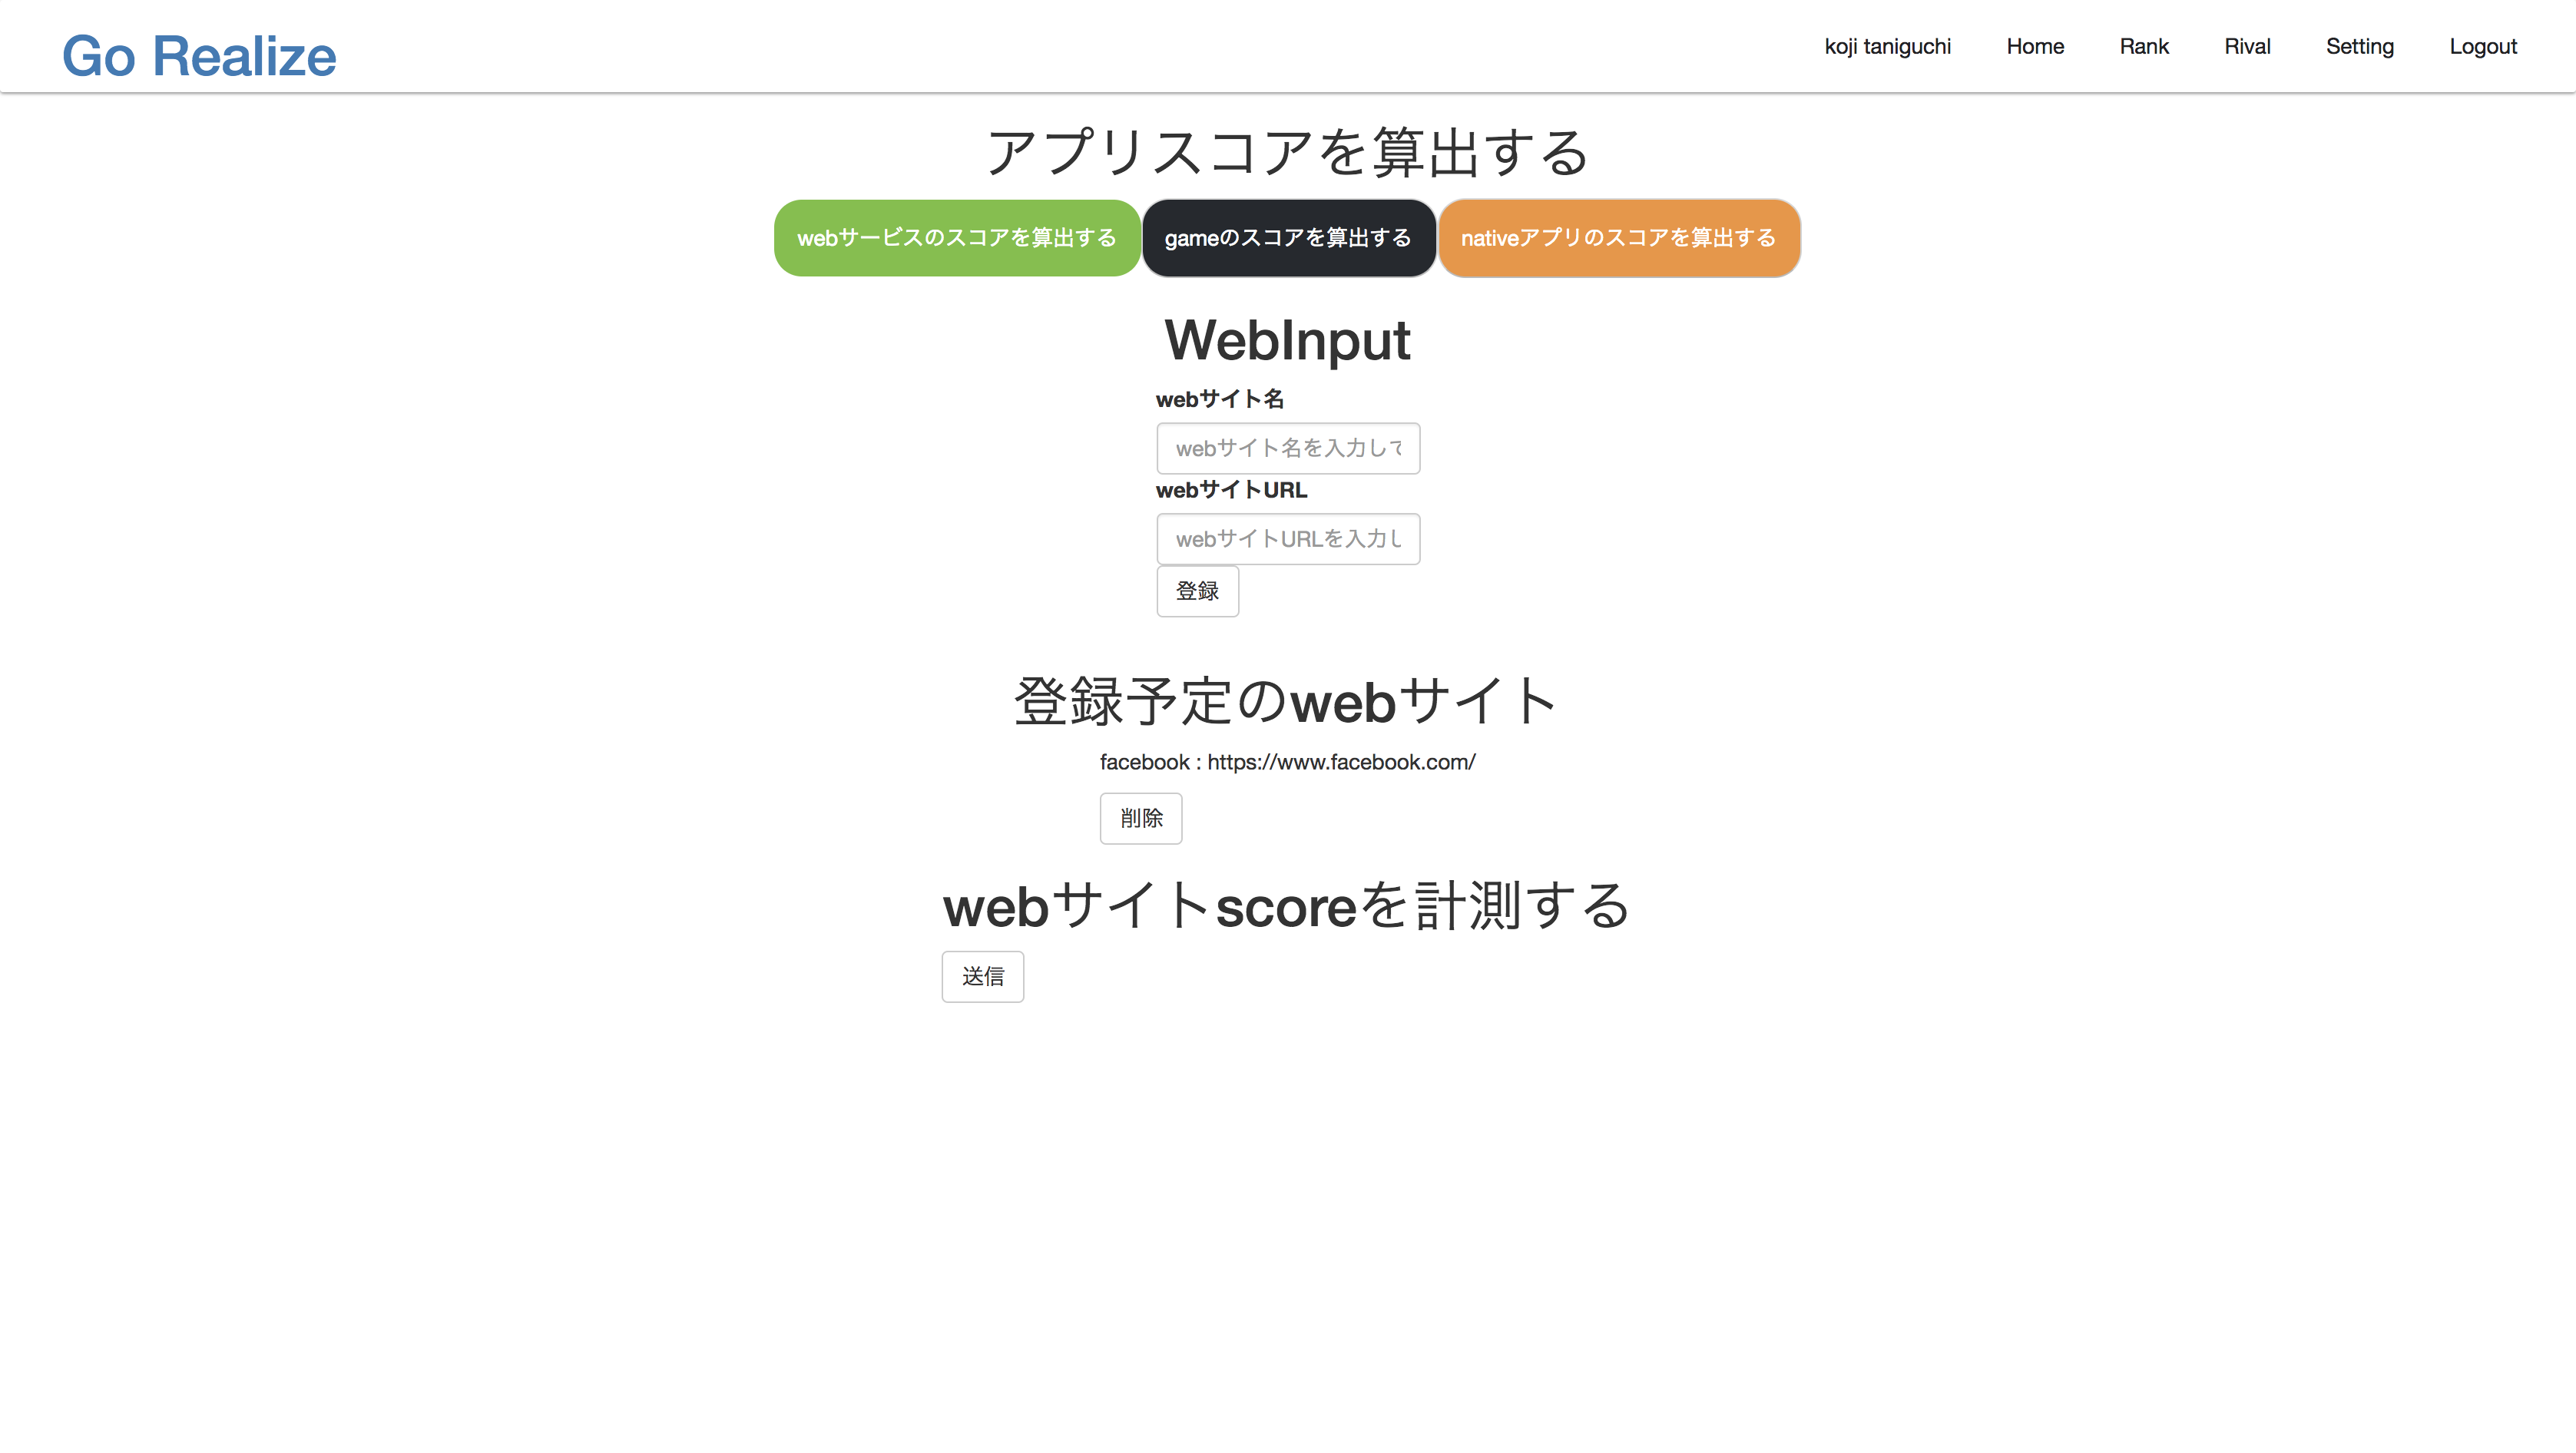 Go Realize
koji taniguchi Home Rank Rival Setting Logout
アプリスコアを算出する
webサービスのスコアを算出する gameのスコアを算出する nativeアプリのスコアを算出する
WebInput
webサイト名
webサイト名を入力して
webサイトURL
webサイトURLを入力し
登録
登録予定のwebサイト
facebook : https://www.facebook.com/
削除
webサイトscoreを計測する
送信